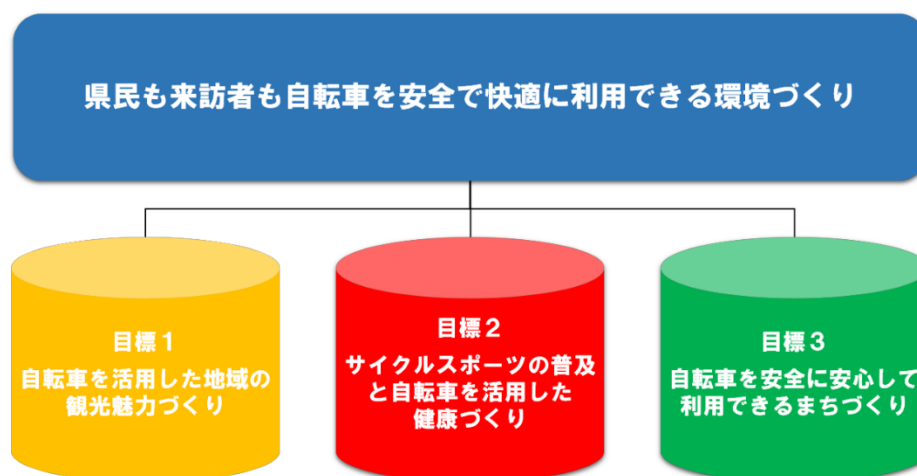 県民も来訪者も自転車を安全で快適に利用できる環境づくり
目標１
自転車を活用した地域の
観光魅力づくり
目標２
サイクルスポーツの普及
と自転車を活用した
健康づくり
目標３
自転車を安全に安心して
利用できるまちづくり